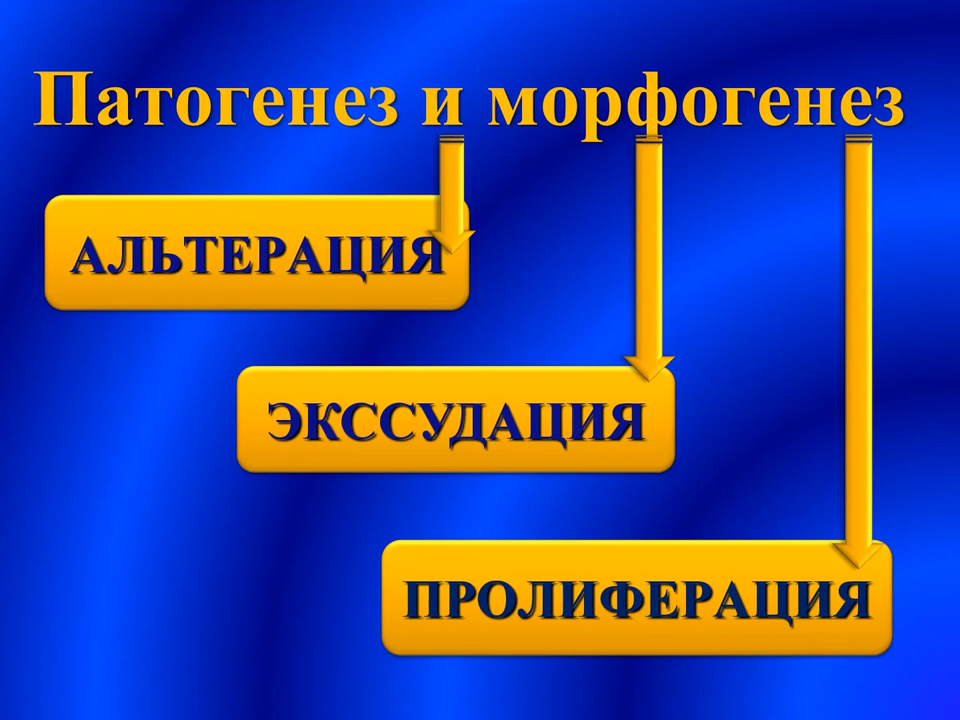 Патогенез и морфогенез
АЛЬТЕРАЦИЯ
ЭКССУДАЦИЯ
ПРОЛИФЕРАЦИЯ